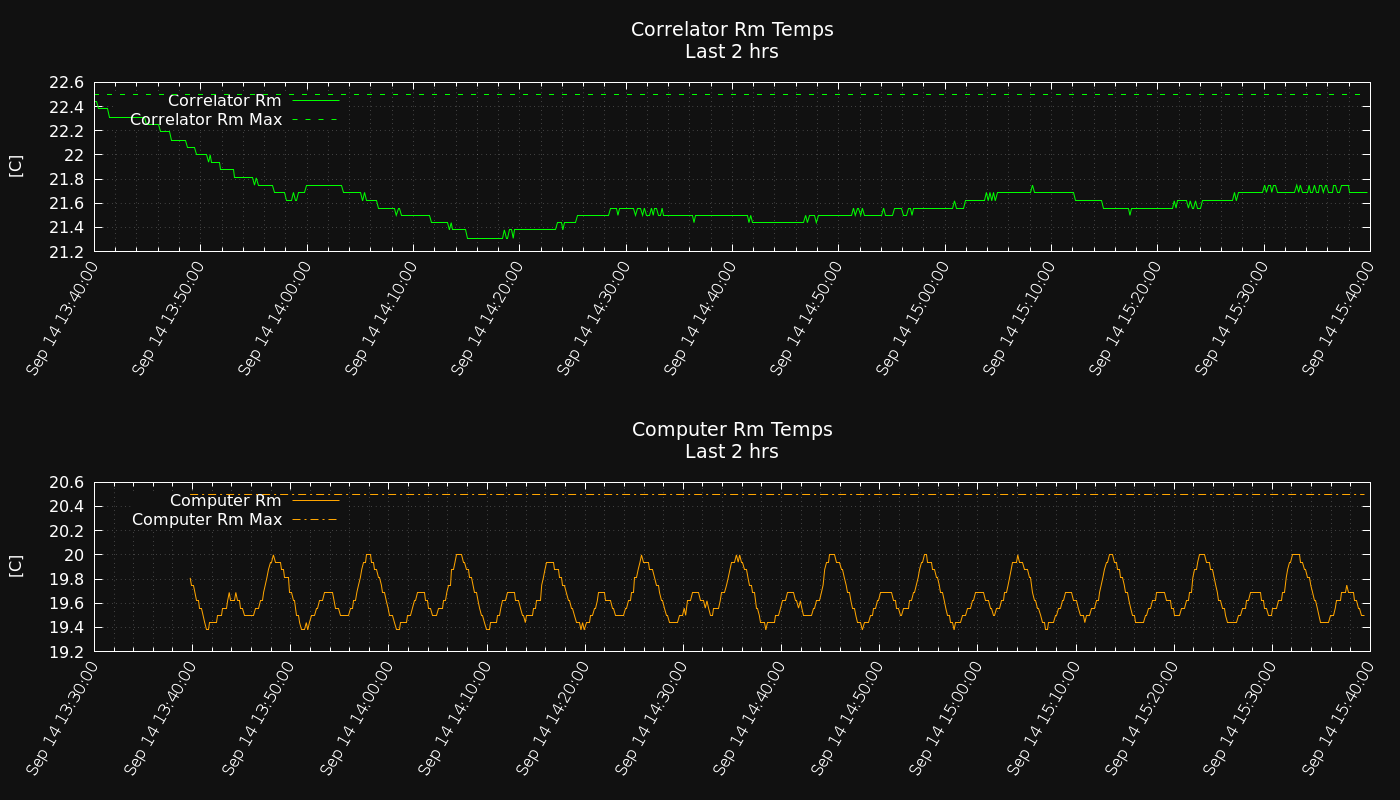 Correlator Rm Temps
Last 2 hrs
22.6
22.4
22.2
22
21.8
21.6
21.4
21.2
[C]
Correlator Rm
Correlator Rm Max
Sep 14 13:40:00
Sep 14 13:50:00
Sep 14 14:00:00
Sep 14 14:10:00
Sep 14 14:20:00
Sep 14 14:30:00
Sep 14 14:40:00
Sep 14 14:50:00
Sep 14 15:00:00
Sep 14 15:10:00
Sep 14 15:20:00
Sep 14 15:30:00
Sep 14 15:40:00
Computer Rm Temps
Last 2 hrs
20.6
20.4
20.2
20
19.8
19.6
19.4
19.2
[C]
Computer Rm
Computer Rm Max
Sep 14 13:30:00
Sep 14 13:40:00
Sep 14 13:50:00
Sep 14 14:00:00
Sep 14 14:10:00
Sep 14 14:20:00
Sep 14 14:30:00
Sep 14 14:40:00
Sep 14 14:50:00
Sep 14 15:00:00
Sep 14 15:10:00
Sep 14 15:20:00
Sep 14 15:30:00
Sep 14 15:40:00